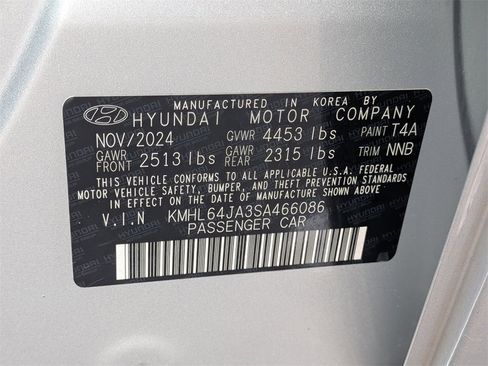 MANUFACTURED IN KOREA BY
HYUNDAI MOTOR COMPANY
NOV/2024 GVWR 4453 lbs PAINT T4A
GAWR FRONT 2513 lbs GAWR REAR 2315 lbs TRIM NNB
THIS VEHICLE CONFORMS TO ALL APPLICABLE U.S.A. FEDERAL
MOTOR VEHICLE SAFETY, BUMPER, AND THEFT PREVENTION STANDARDS
IN EFFECT ON THE DATE OF MANUFACTURE SHOWN ABOVE.
V.I.N KMHL64JA3SA466086
PASSENGER CAR